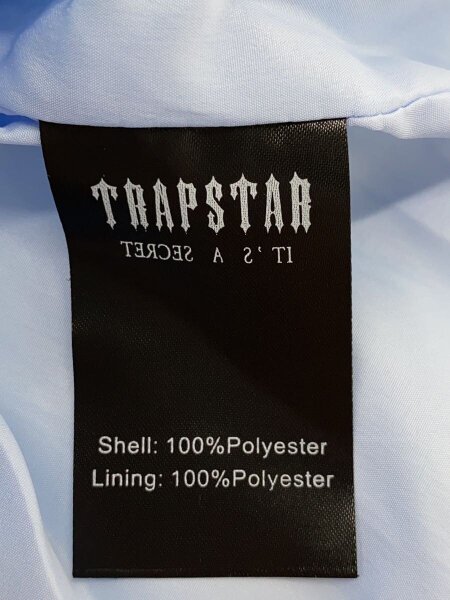 TRAPSTAR
IT'S A SECRET
Shell: 100%Polyester
Lining: 100%Polyester